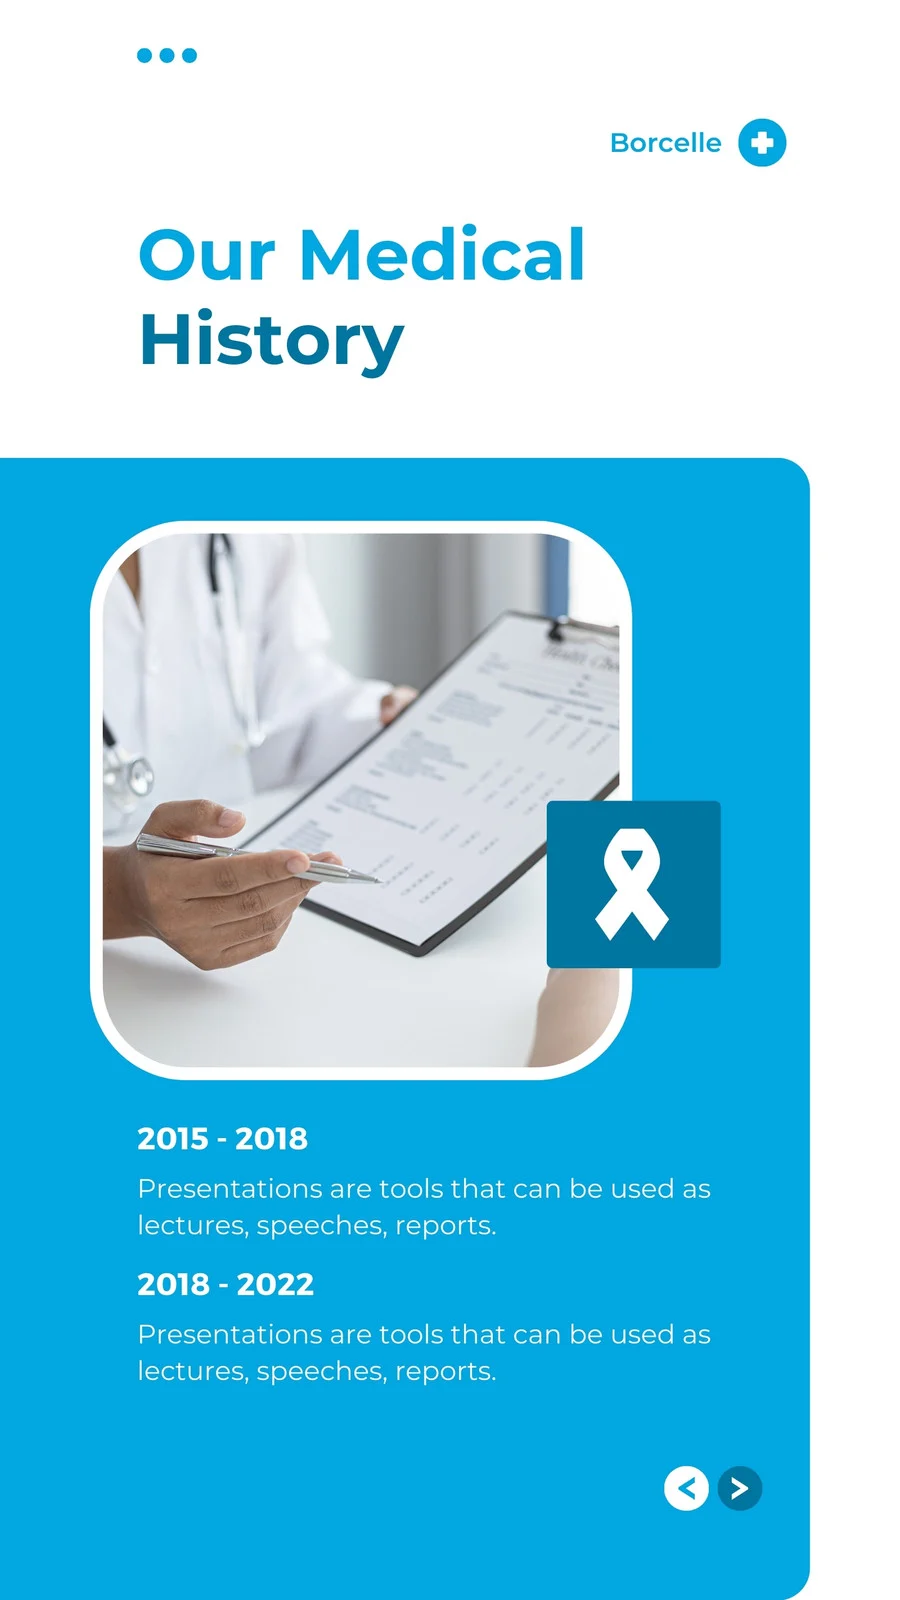 Borcelle
Our Medical
History
2015 - 2018
Presentations are tools that can be used as
lectures, speeches, reports.
2018 - 2022
Presentations are tools that can be used as
lectures, speeches, reports.